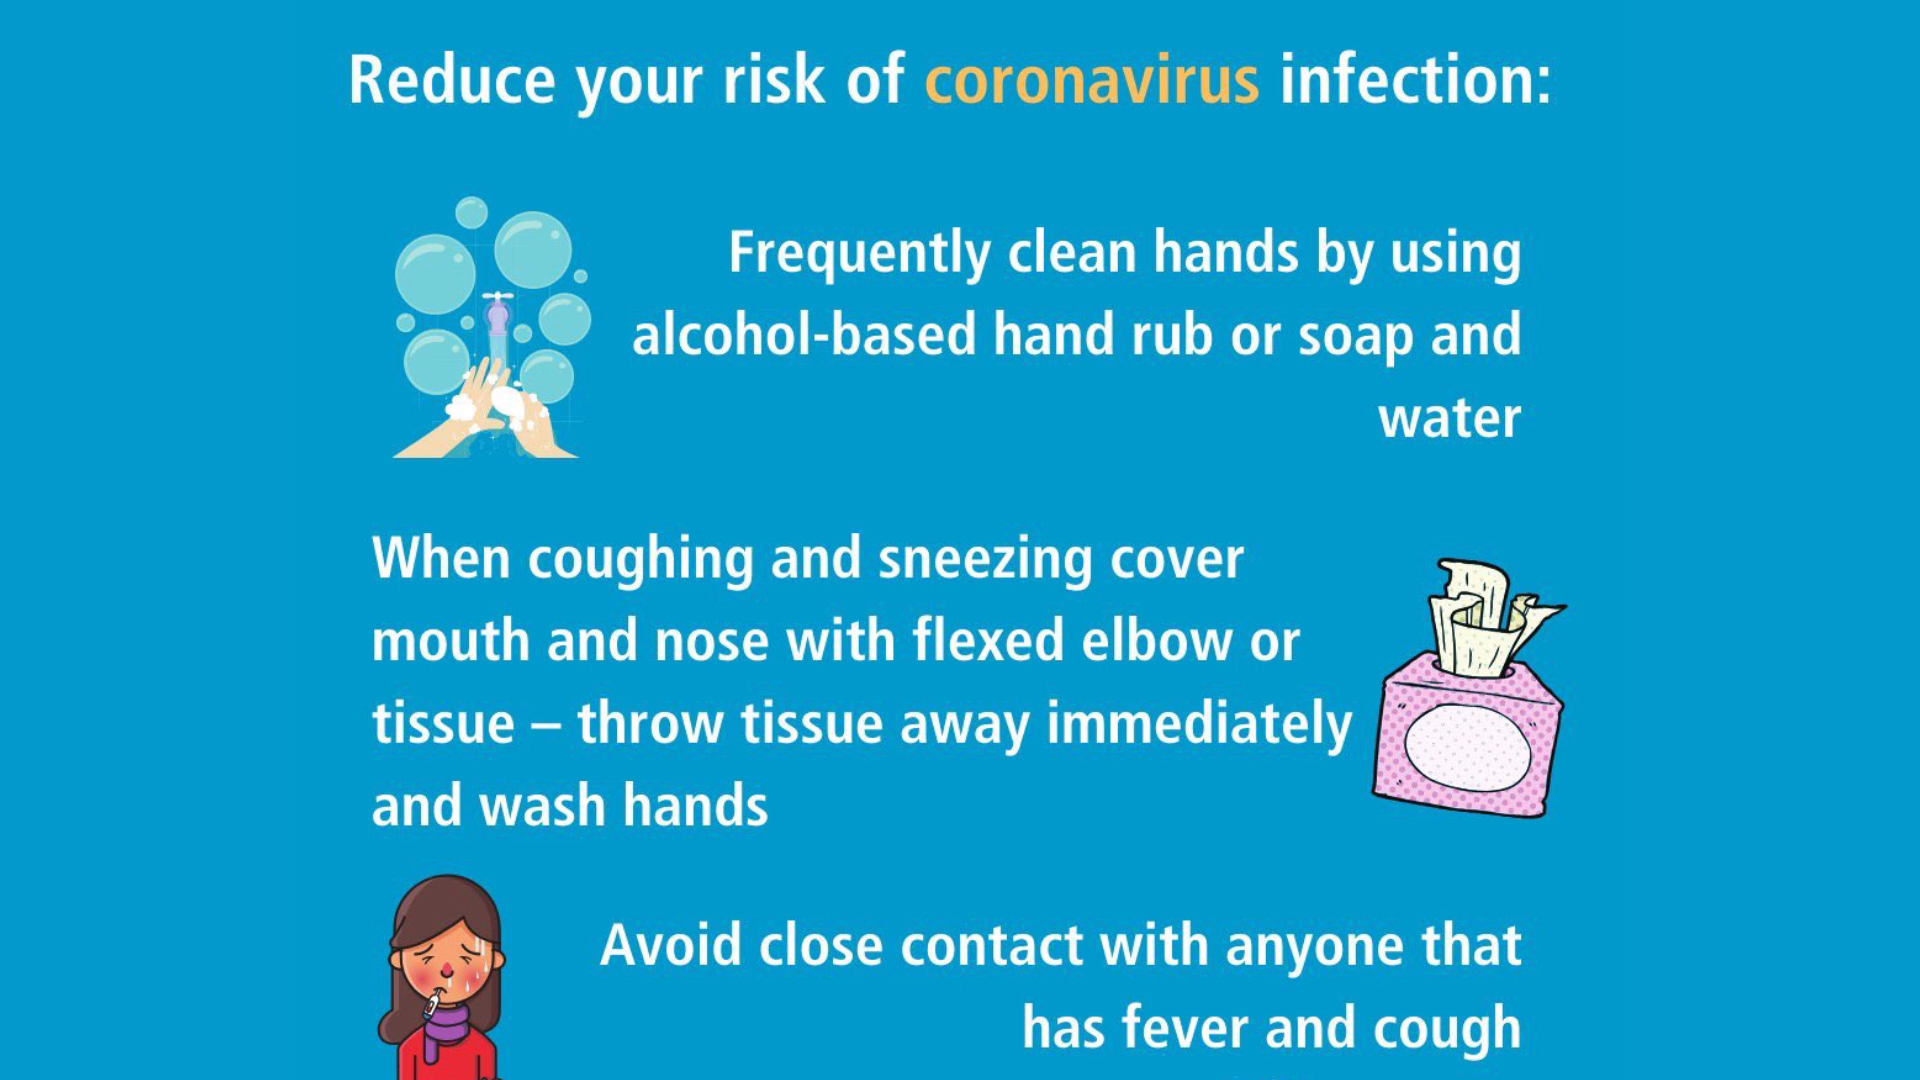 Reduce your risk of coronavirus infection:
Frequently clean hands by using
alcohol-based hand rub or soap and
water
When coughing and sneezing cover
mouth and nose with flexed elbow or
tissue – throw tissue away immediately
and wash hands
Avoid close contact with anyone that
has fever and cough